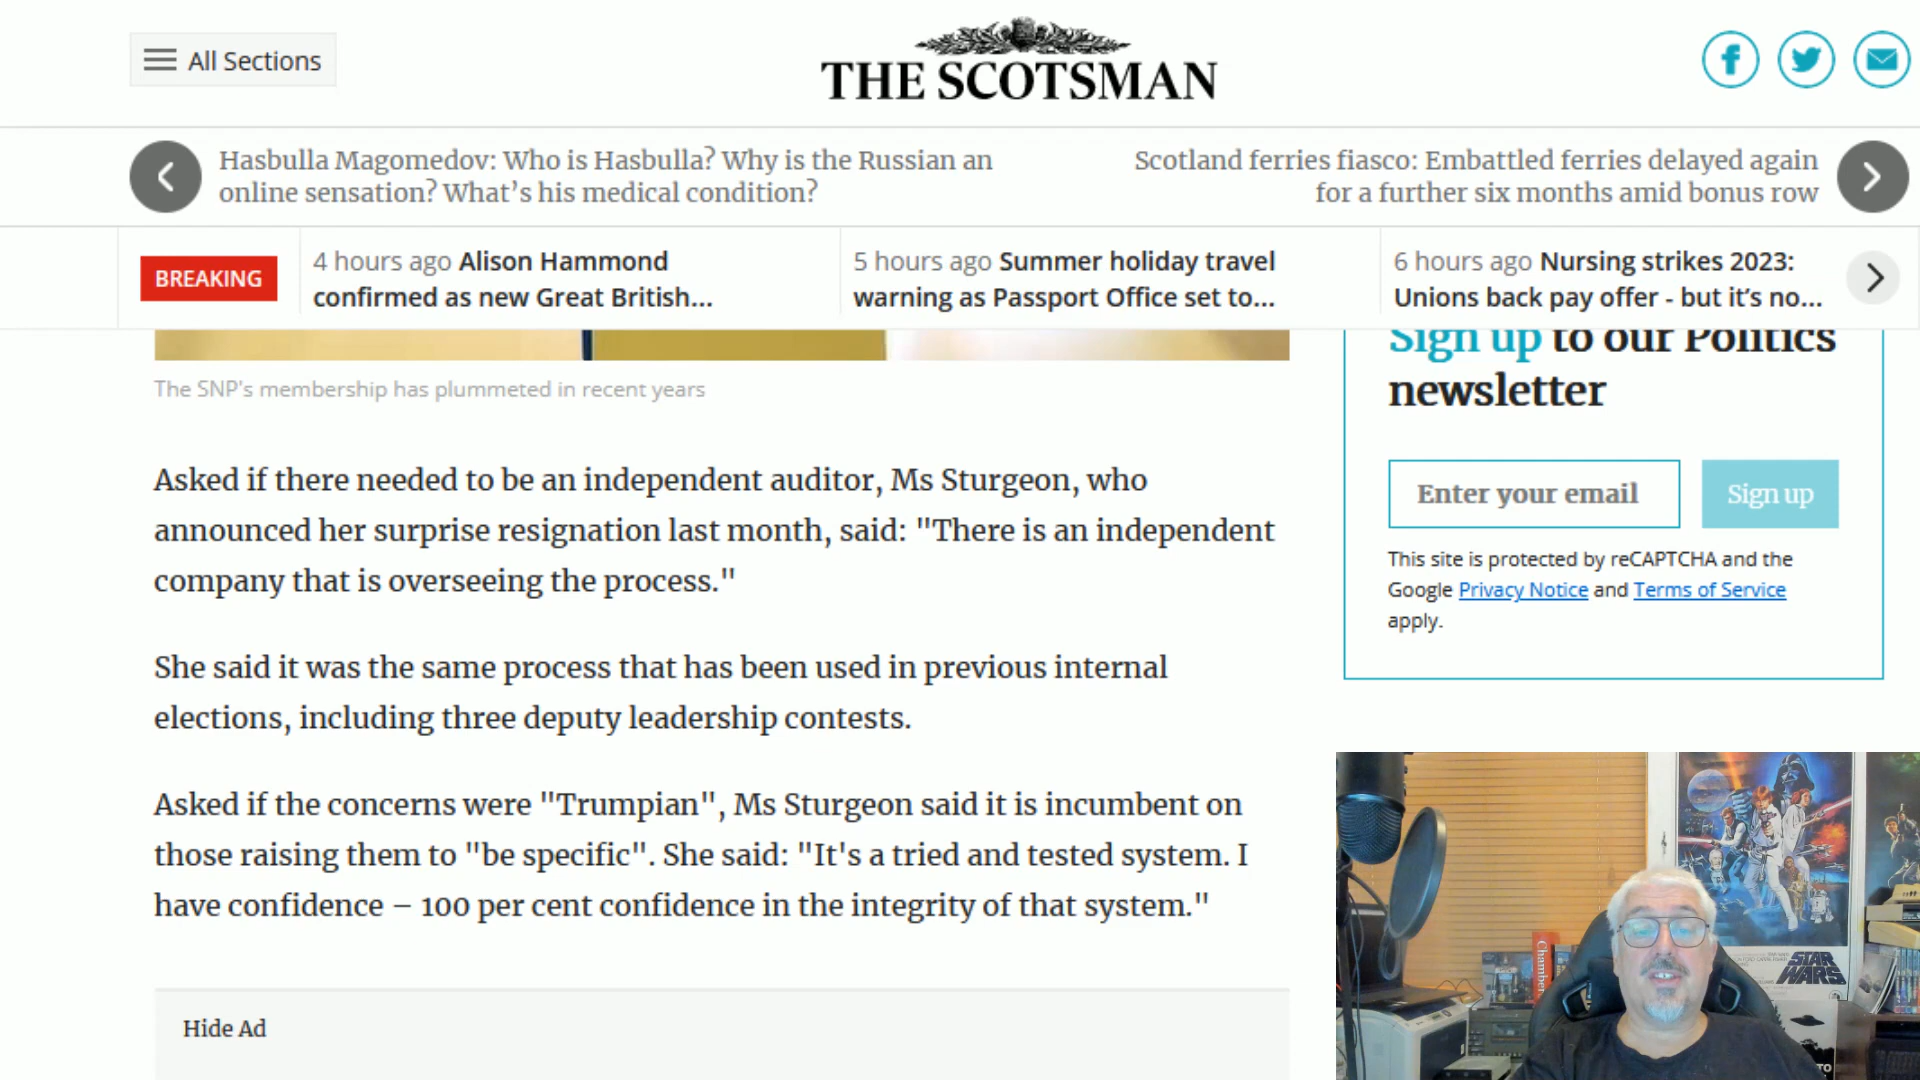 All Sections
THE SCOTSMAN
Hasbulla Magomedov: Who is Hasbulla? Why is the Russian an
online sensation? What's his medical condition?
Scotland ferries fiasco: Embattled ferries delayed again
for a further six months amid bonus row
BREAKING
4 hours ago Alison Hammond
confirmed as new Great British...
5 hours ago Summer holiday travel
warning as Passport Office set to...
6 hours ago Nursing strikes 2023:
Unions back pay offer - but it's no...
The SNP's membership has plummeted in recent years
Asked if there needed to be an independent auditor, Ms Sturgeon, who
announced her surprise resignation last month, said: "There is an independent
company that is overseeing the process."
She said it was the same process that has been used in previous internal
elections, including three deputy leadership contests.
Asked if the concerns were "Trumpian", Ms Sturgeon said it is incumbent on
those raising them to "be specific". She said: "It's a tried and tested system. I
have confidence – 100 per cent confidence in the integrity of that system."
Hide Ad
Sign up to our Politics
newsletter
Enter your email
Sign up
This site is protected by reCAPTCHA and the
Google Privacy Notice and Terms of Service
apply.
STAR
WARS